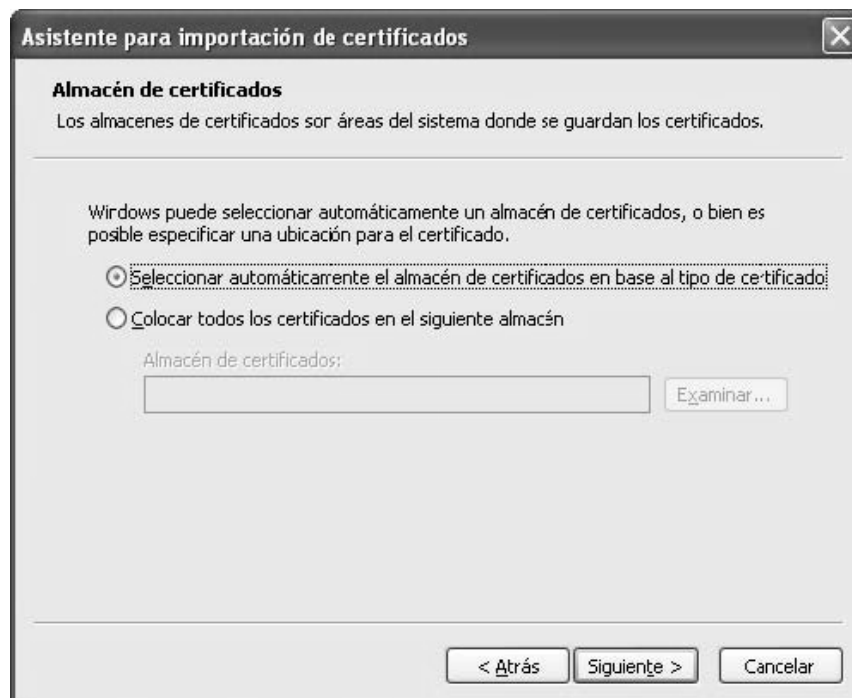 Asistente para importación de certificados
Almacén de certificados
Los almacenes de certificados son áreas del sistema donde se guardan los certificados.
Windows puede seleccionar automáticamente un almacén de certificados, o bien es
posible especificar una ubicación para el certificado.
Seleccionar automáticamente el almacén de certificados en base al tipo de certificado
Colocar todos los certificados en el siguiente almacén
Almacén de certificados:
Examinar...
< Atrás Siguiente > Cancelar